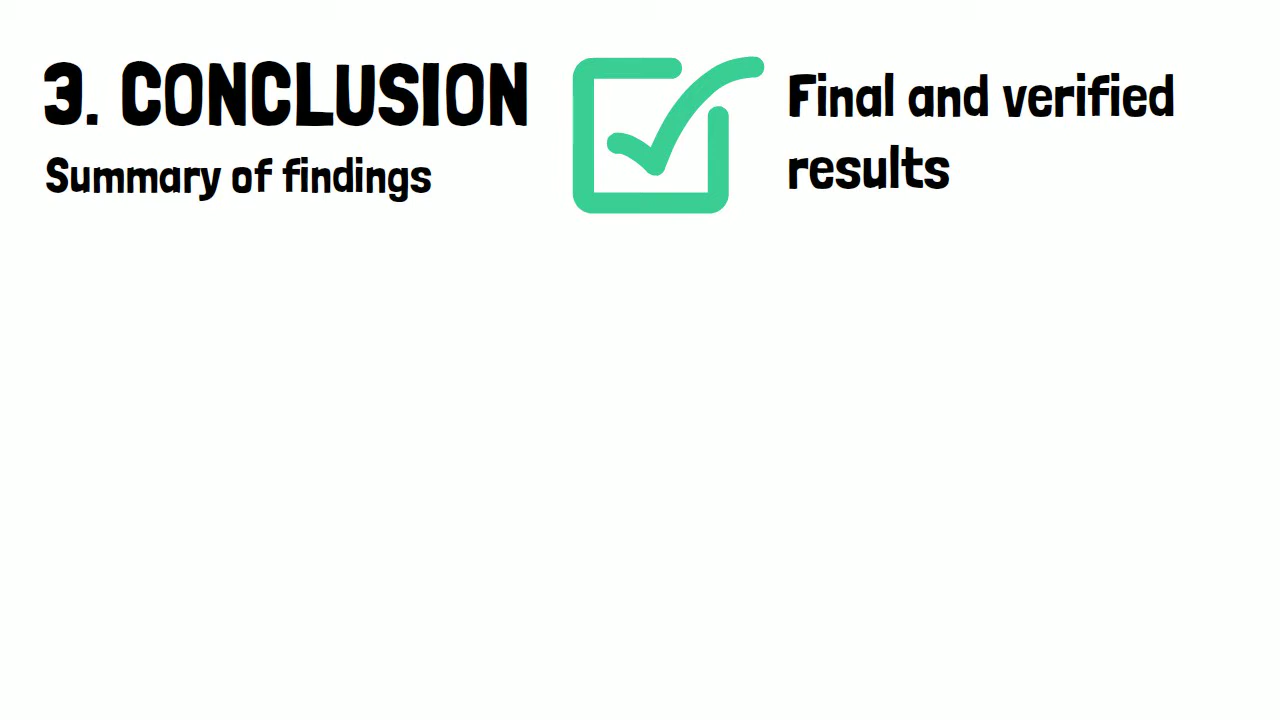 3. CONCLUSION
Summary of findings
Final and verified
results